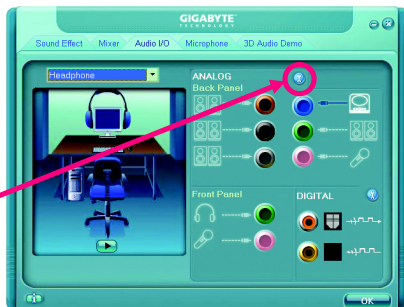 GIGABYTE
TECHNOLOGY
Sound Effect Mixer Audio I/O Microphone 3D Audio Demo
Headphone
ANALOG
Back Panel
Front Panel
DIGITAL
OK